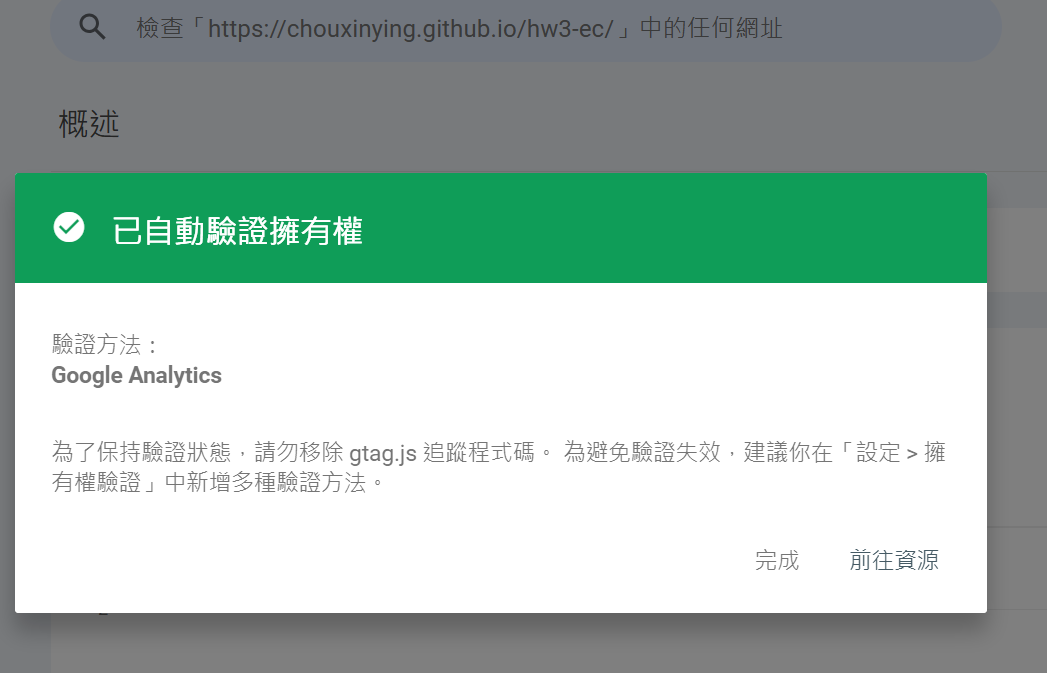 檢查「https://chouxinying.github.io/hw3-ec/」中的任何網址
概述
已自動驗證擁有權
驗證方法：
Google Analytics
為了保持驗證狀態，請勿移除 gtag.js 追蹤程式碼。 為避免驗證失效，建議你在「設定 > 擁
有權驗證」中新增多種驗證方法。
完成 前往資源